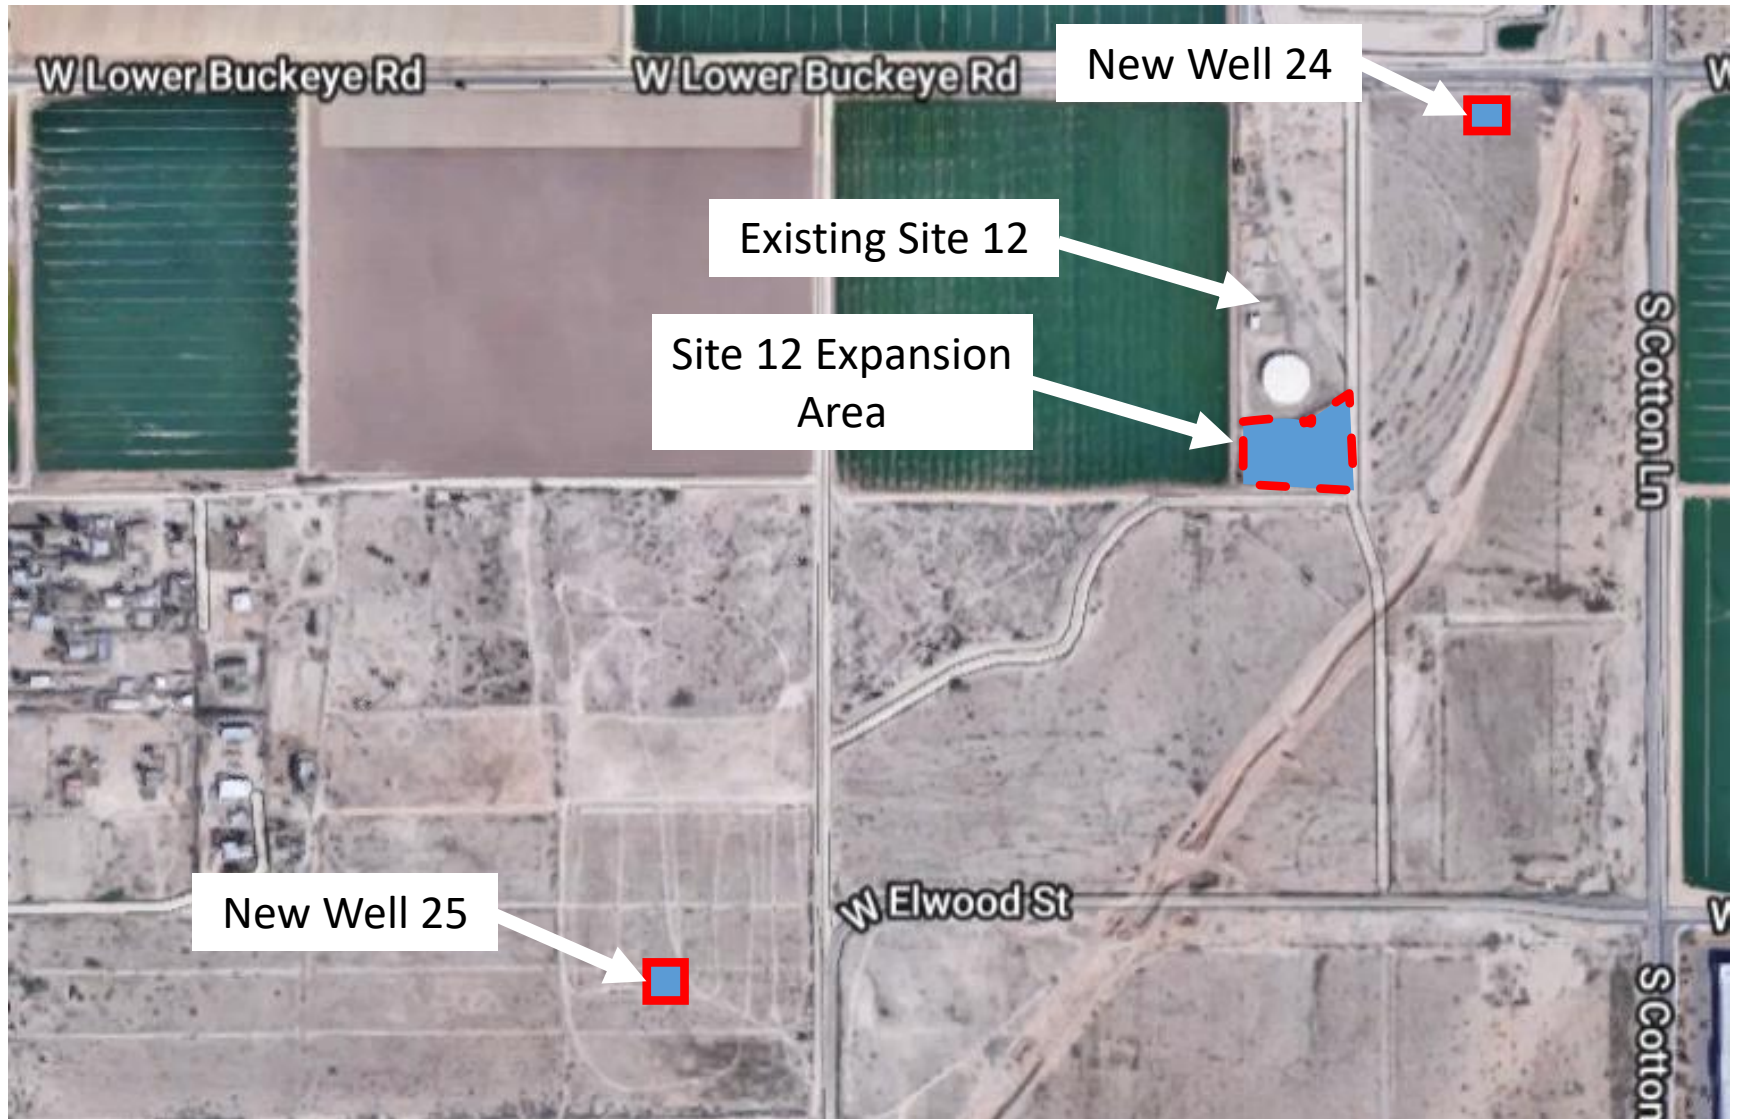 W Lower Buckeye Rd
W Lower Buckeye Rd
New Well 24
W
Existing Site 12
Site 12 Expansion
Area
S Cotton Ln
New Well 25
W Elwood St
W
S Cotton